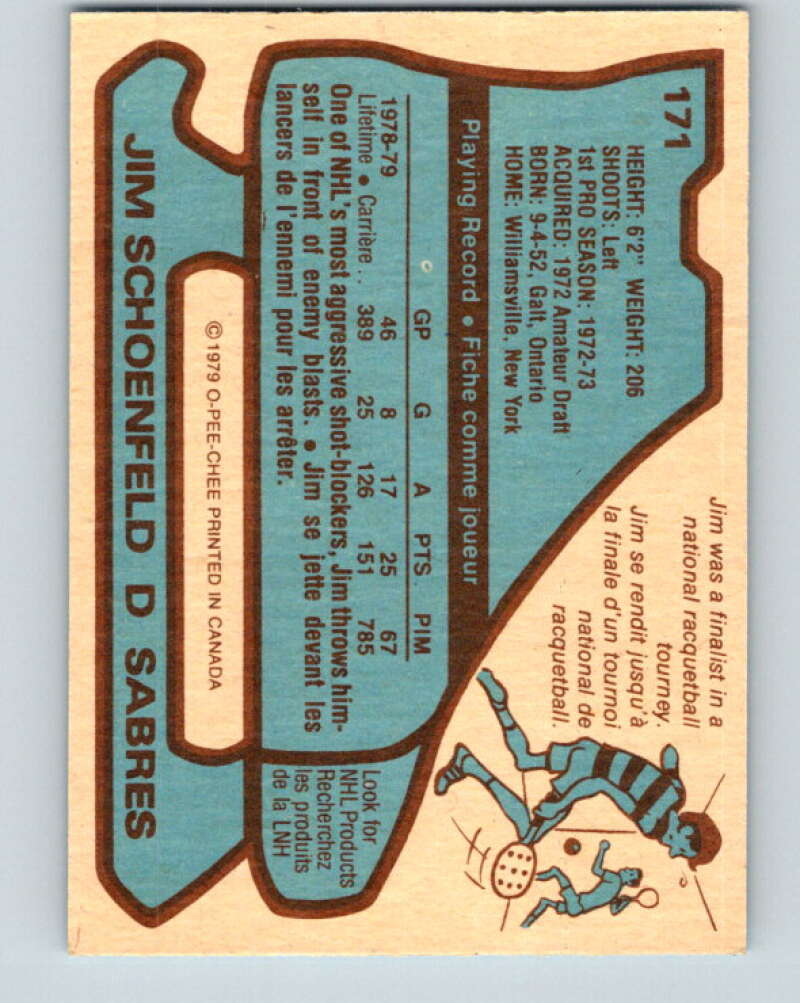 171
HEIGHT: 6'2" WEIGHT: 206
SHOOTS: Left
1st PRO SEASON: 1972-73
ACQUIRED: 1972 Amateur Draft
BORN: 9-4-52, Galt, Ontario
HOME: Williamsville, New York
Jim was a finalist in a
national racquetball
tourney.
Jim se rendit jusqu'à
la finale d'un tournoi
national de
racquetball.
Playing Record • Fiche comme joueur
GP G A PTS. PIM
1978-79 46 8 17 25 67
Lifetime • Carrière . . 389 25 126 151 785
One of NHL's most aggressive shot-blockers, Jim throws him-
self in front of enemy blasts. • Jim se jette devant les
lancers de l'ennemi pour les arrêter.
Look for
NHL Products
Recherchez
les produits
de la LNH
© 1979 O-PEE-CHEE PRINTED IN CANADA
JIM SCHOENFELD D SABRES